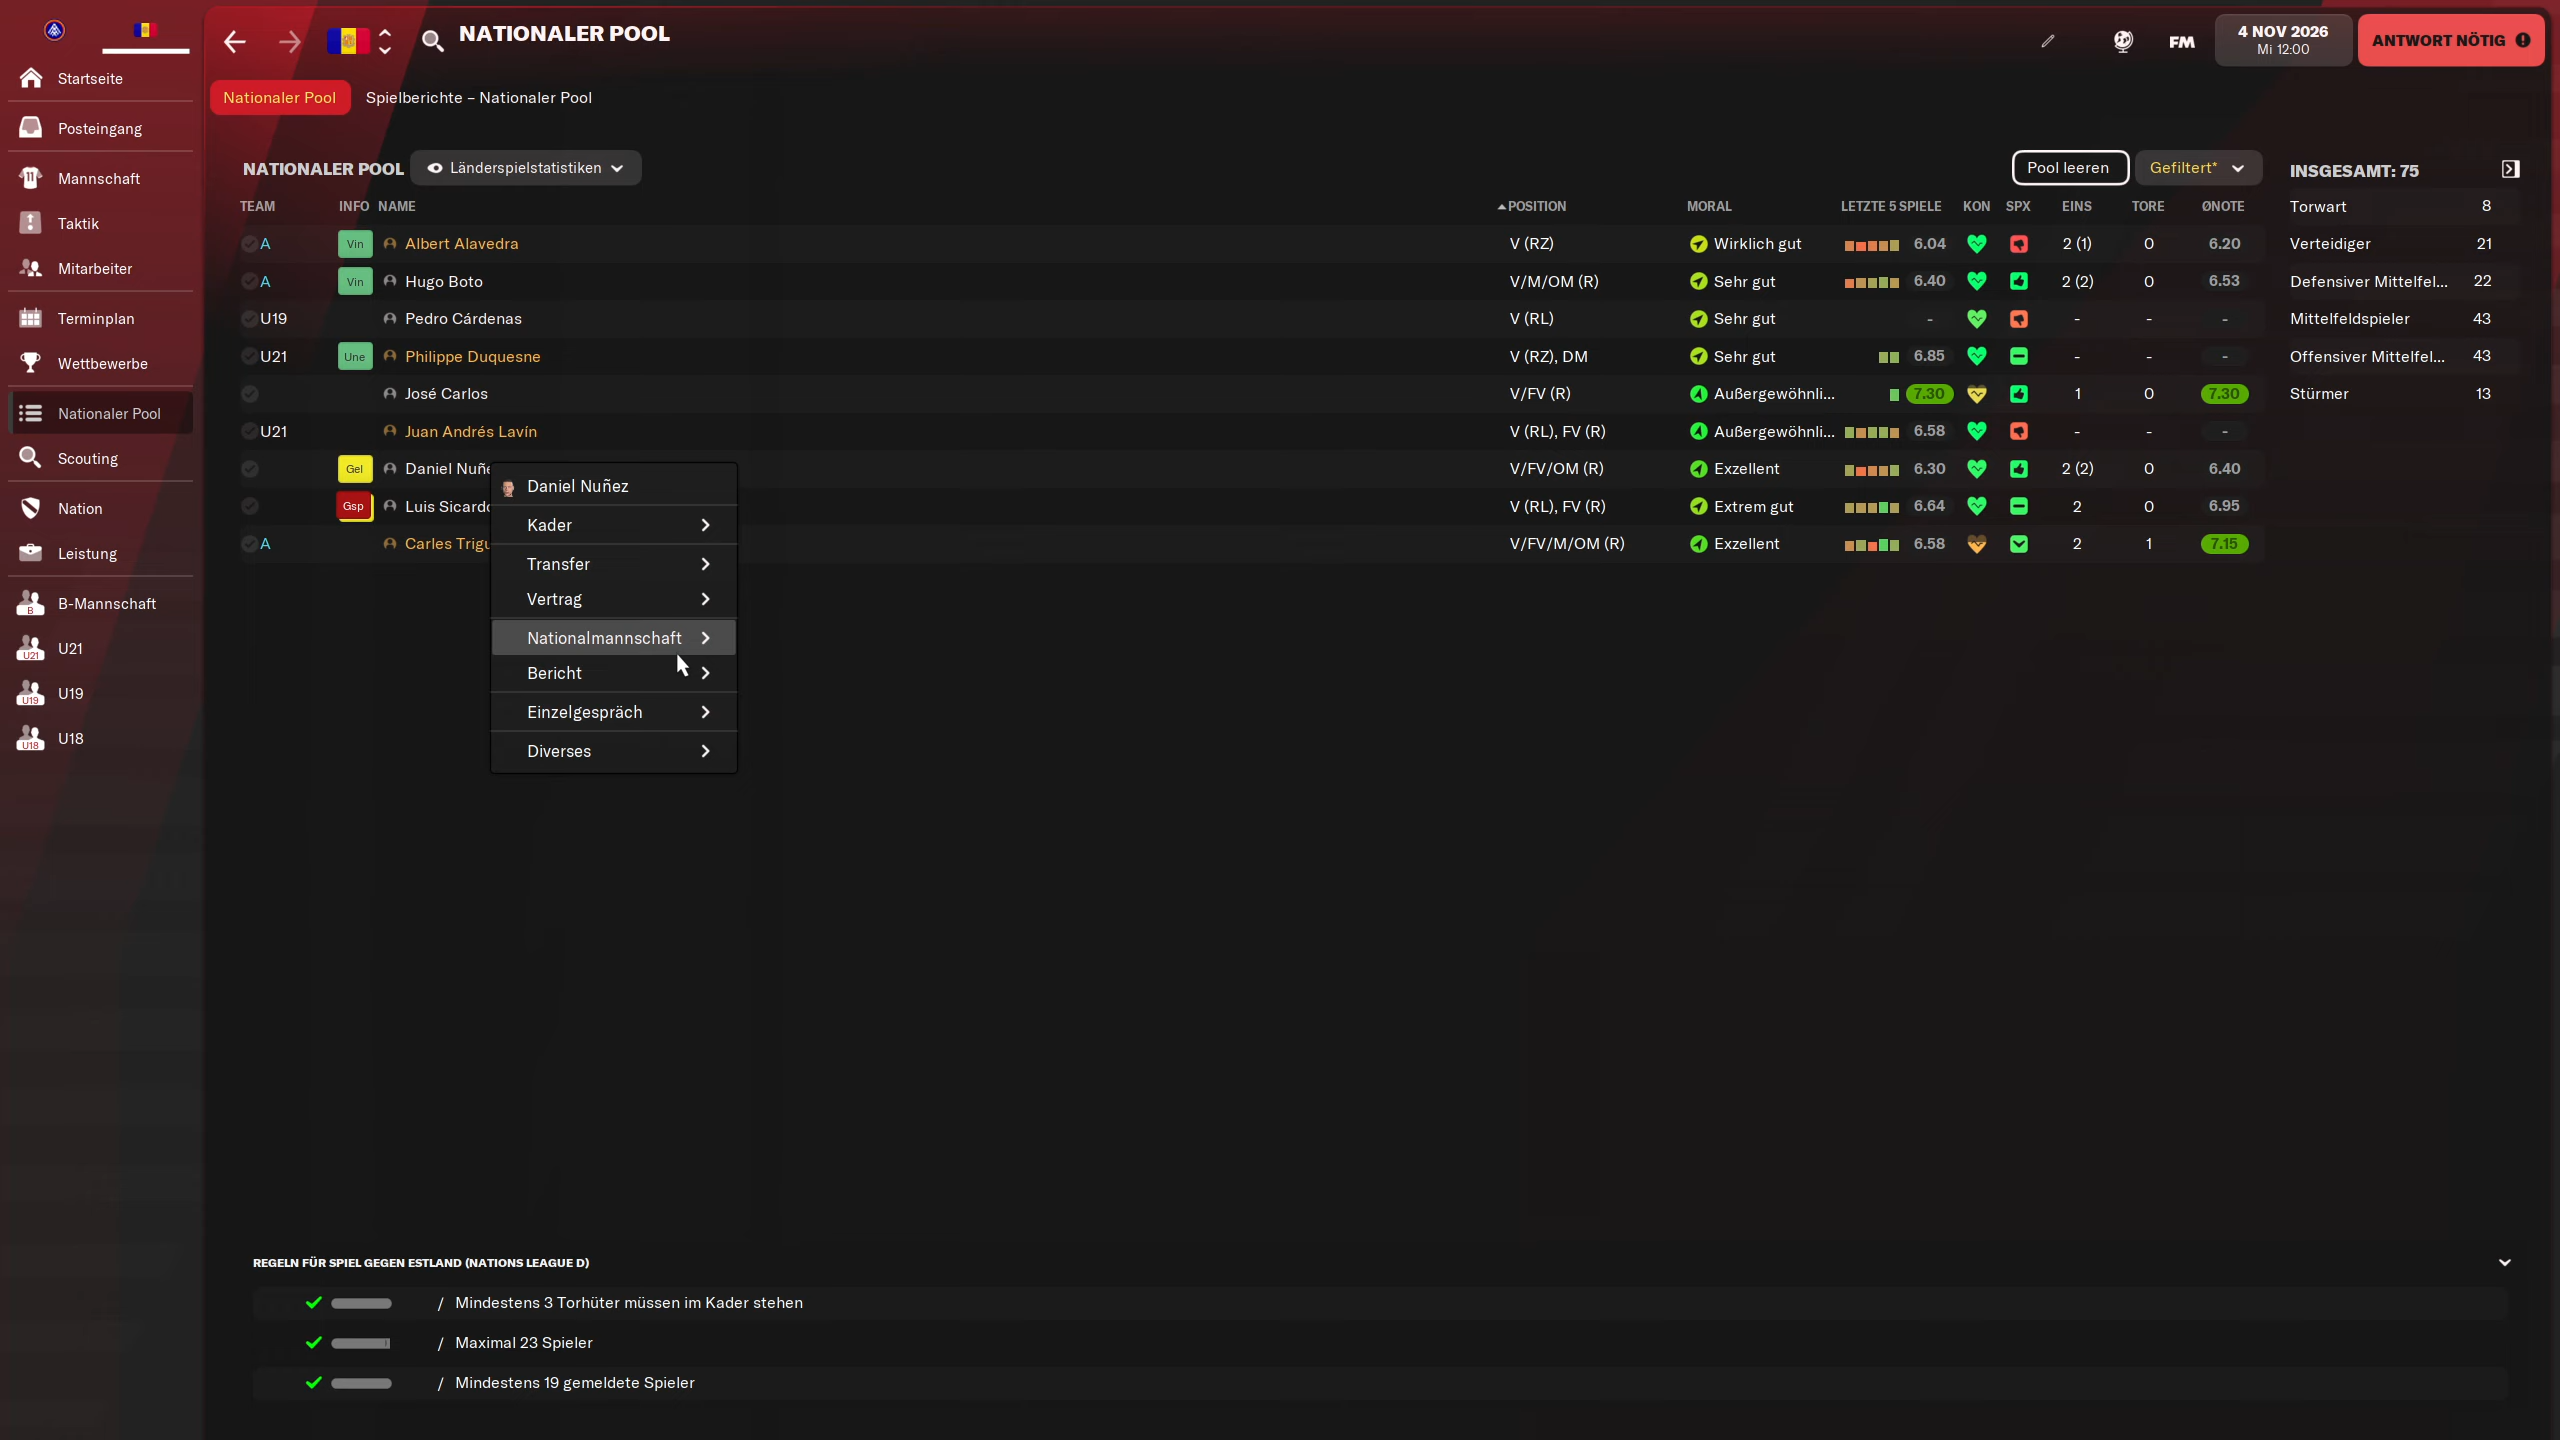 NATIONALER POOL
4 NOV 2026
Mi 12:00
ANTWORT NÖTIG
FM
Startseite
Posteingang
Mannschaft
Taktik
Mitarbeiter
Terminplan
Wettbewerbe
Nationaler Pool
Scouting
Nation
Leistung
B B-Mannschaft
U21 U21
U19 U19
U18 U18
Nationaler Pool Spielberichte – Nationaler Pool
NATIONALER POOL Länderspielstatistiken Pool leeren Gefiltert*
TEAM INFO NAME POSITION MORAL LETZTE 5 SPIELE KON SPX EINS TORE ØNOTE
A Vin Albert Alavedra V (RZ) Wirklich gut 6.04 2 (1) 0 6.20
A Vin Hugo Boto V/M/OM (R) Sehr gut 6.40 2 (2) 0 6.53
U19 Pedro Cárdenas V (RL) Sehr gut - - - -
U21 Une Philippe Duquesne V (RZ), DM Sehr gut 6.85 - - -
José Carlos V/FV (R) Außergewöhnli... 7.30 1 0 7.30
U21 Juan Andrés Lavín V (RL), FV (R) Außergewöhnli... 6.58 - - -
Gel Daniel Nuñe V/FV/OM (R) Exzellent 6.30 2 (2) 0 6.40
Gsp Luis Sicardo V (RL), FV (R) Extrem gut 6.64 2 0 6.95
A Carles Trigu V/FV/M/OM (R) Exzellent 6.58 2 1 7.15
Daniel Nuñez
Kader
Transfer
Vertrag
Nationalmannschaft
Bericht
Einzelgespräch
Diverses
INSGESAMT: 75
Torwart 8
Verteidiger 21
Defensiver Mittelfel... 22
Mittelfeldspieler 43
Offensiver Mittelfel... 43
Stürmer 13
REGELN FÜR SPIEL GEGEN ESTLAND (NATIONS LEAGUE D)
/ Mindestens 3 Torhüter müssen im Kader stehen
/ Maximal 23 Spieler
/ Mindestens 19 gemeldete Spieler